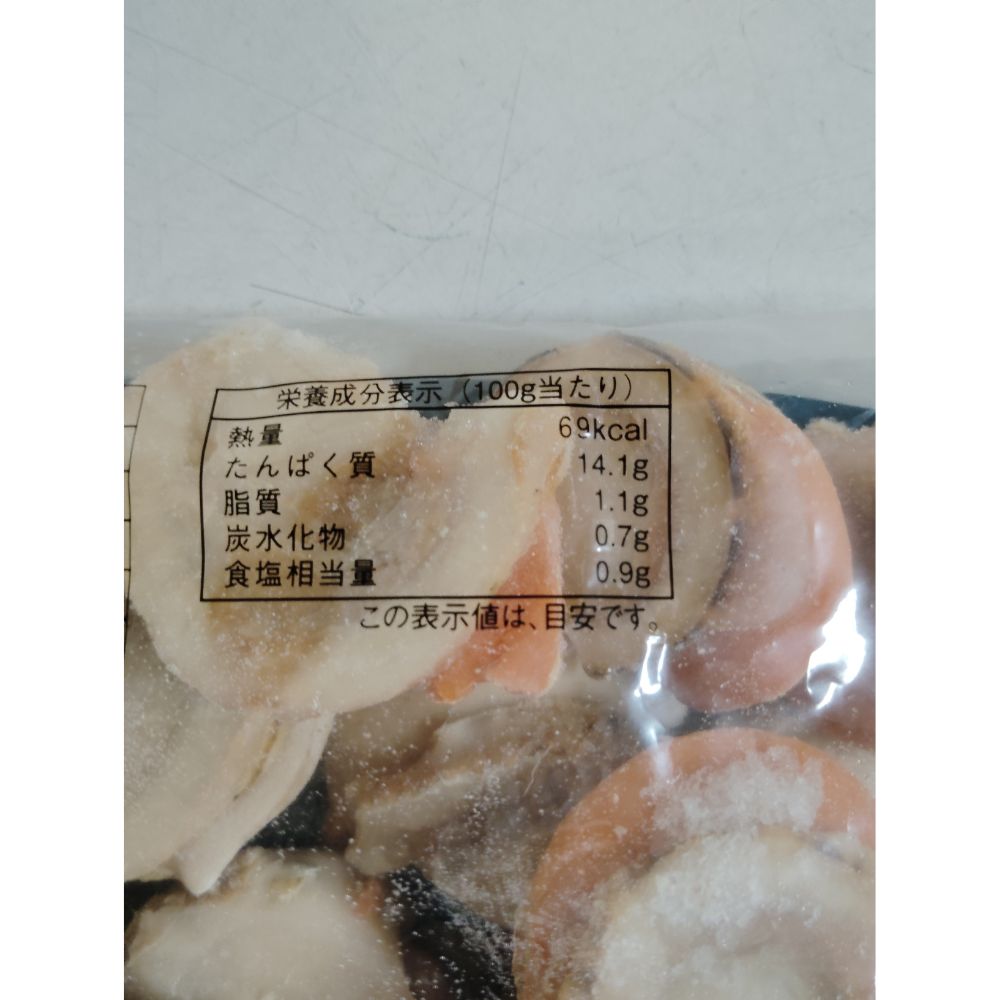 栄養成分表示（100g当たり）
熱量 69kcal
たんぱく質 14.1g
脂質 1.1g
炭水化物 0.7g
食塩相当量 0.9g
この表示値は、目安です。